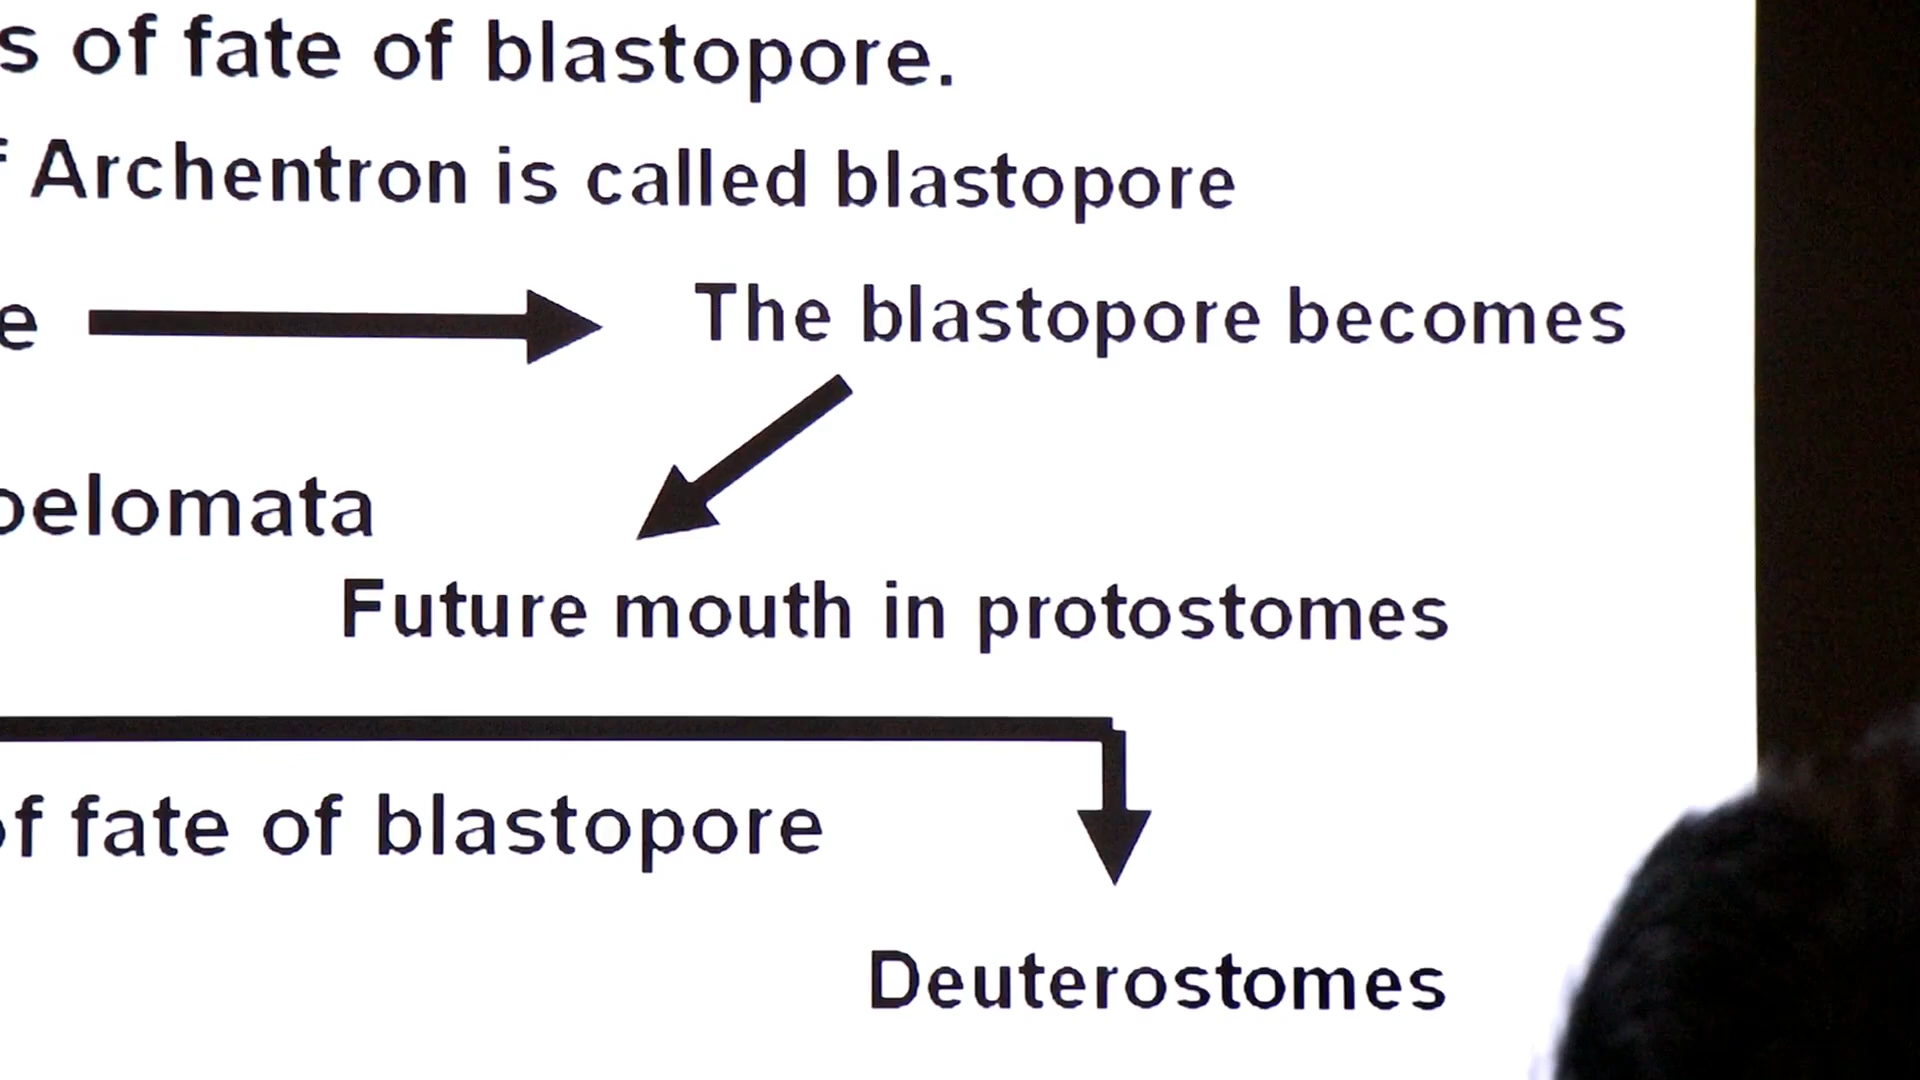 s of fate of blastopore.
f Archentron is called blastopore
e The blastopore becomes
oelomata
Future mouth in protostomes
of fate of blastopore
Deuterostomes